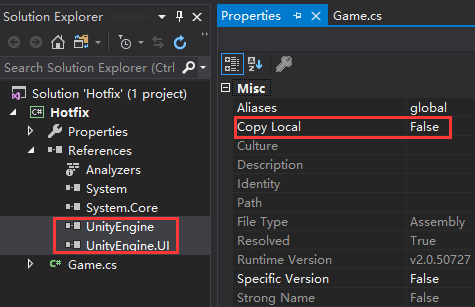 Solution Explorer
Search Solution Explorer (Ctrl
Solution 'Hotfix' (1 project)
C# Hotfix
Properties
References
Analyzers
System
System.Core
UnityEngine
UnityEngine.UI
C# Game.cs
Properties
Game.cs
Misc
Aliases global
Copy Local False
Culture
Description
Identity
Path
File Type Assembly
Resolved True
Runtime Version v2.0.50727
Specific Version False
Strong Name False